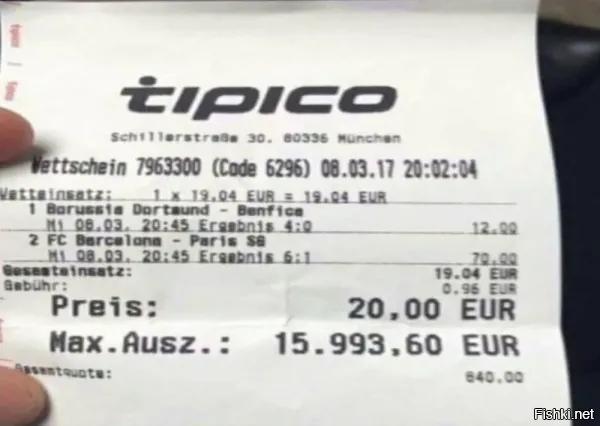 tipico
Schillerstraße 30, 80336 München
Wettschein 7963300 (Code 6296) 08.03.17 20:02:04
Wetteinsatz: 1 x 19.04 EUR = 19.04 EUR
1 Borussia Dortmund - Benfica
Mi 08.03. 20:45 Ergebnis 4:0 12.00
2 FC Barcelona - Paris SG
Mi 08.03. 20:45 Ergebnis 6:1 70.00
Gesamteinsatz: 19.04 EUR
Gebühr: 0.96 EUR
Preis: 20,00 EUR
Max.Ausz.: 15.993,60 EUR
Gesamtquote: 840.00
Fishki.net